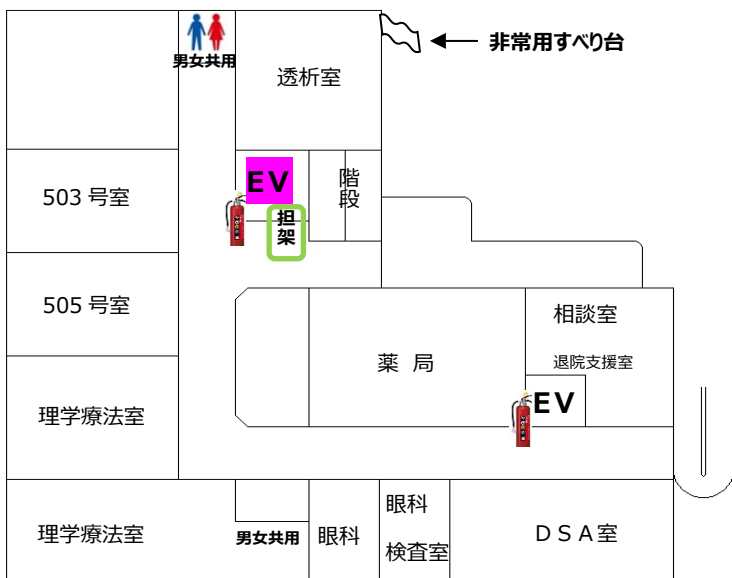 男女共用
非常用すべり台
透析室
503 号室
EV
階段
担架
505 号室
相談室
薬 局
退院支援室
EV
理学療法室
理学療法室
男女共用
眼科
眼科
検査室
ＤＳＡ室